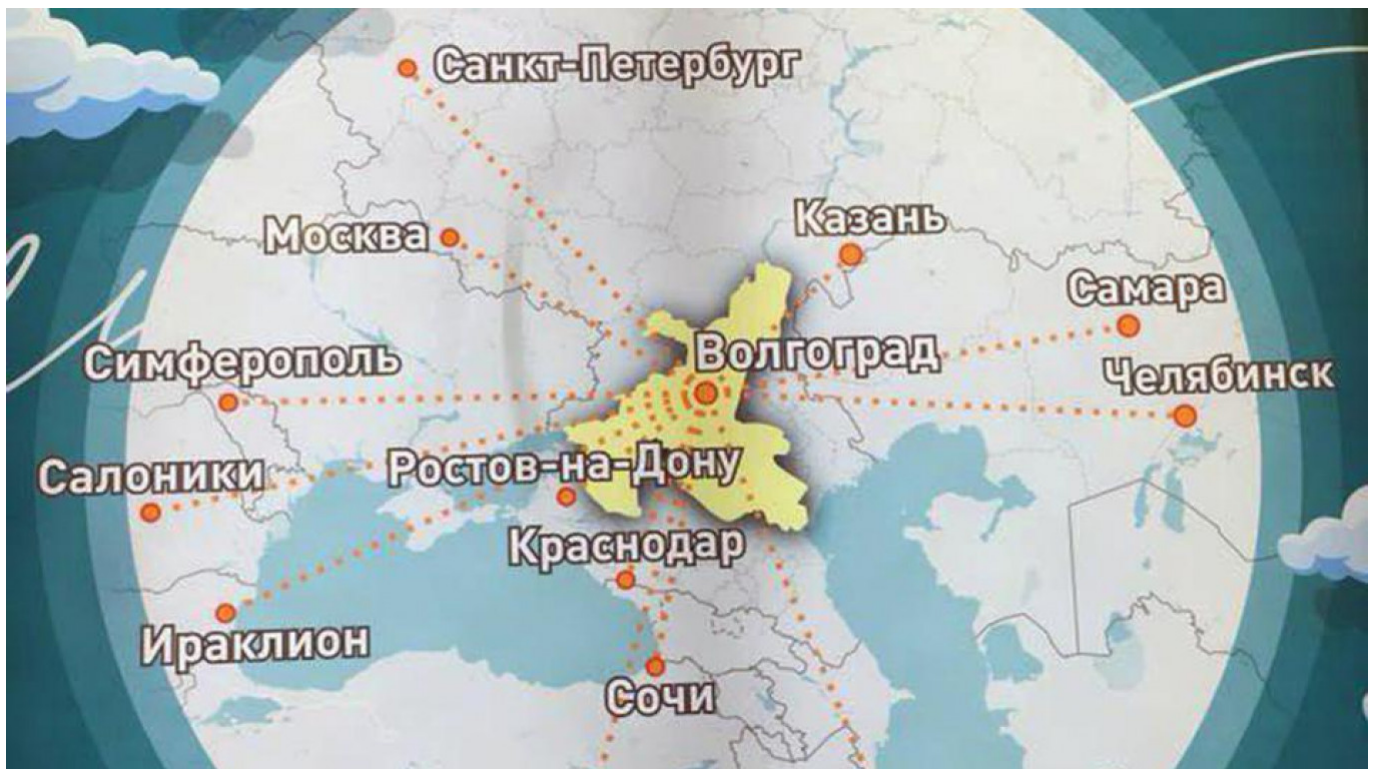 Санкт-Петербург
Москва
Казань
Самара
Симферополь
Волгоград
Челябинск
Салоники
Ростов-на-Дону
Краснодар
Ираклион
Сочи